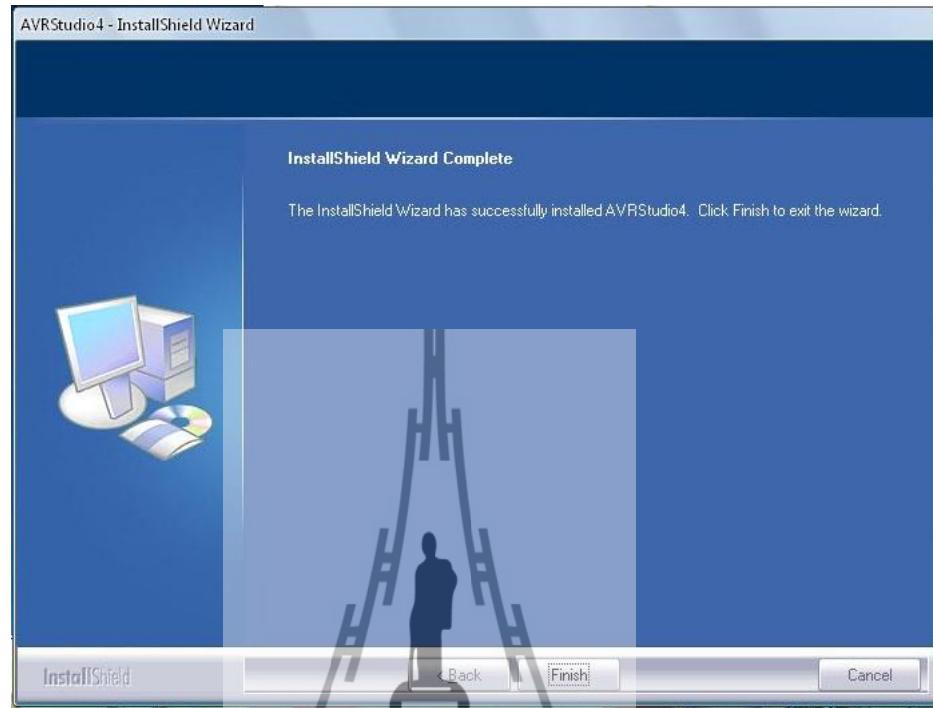 AVRStudio4 - InstallShield Wizard
InstallShield Wizard Complete
The InstallShield Wizard has successfully installed AVRStudio4. Click Finish to exit the wizard.
InstallShield
< Back Finish Cancel